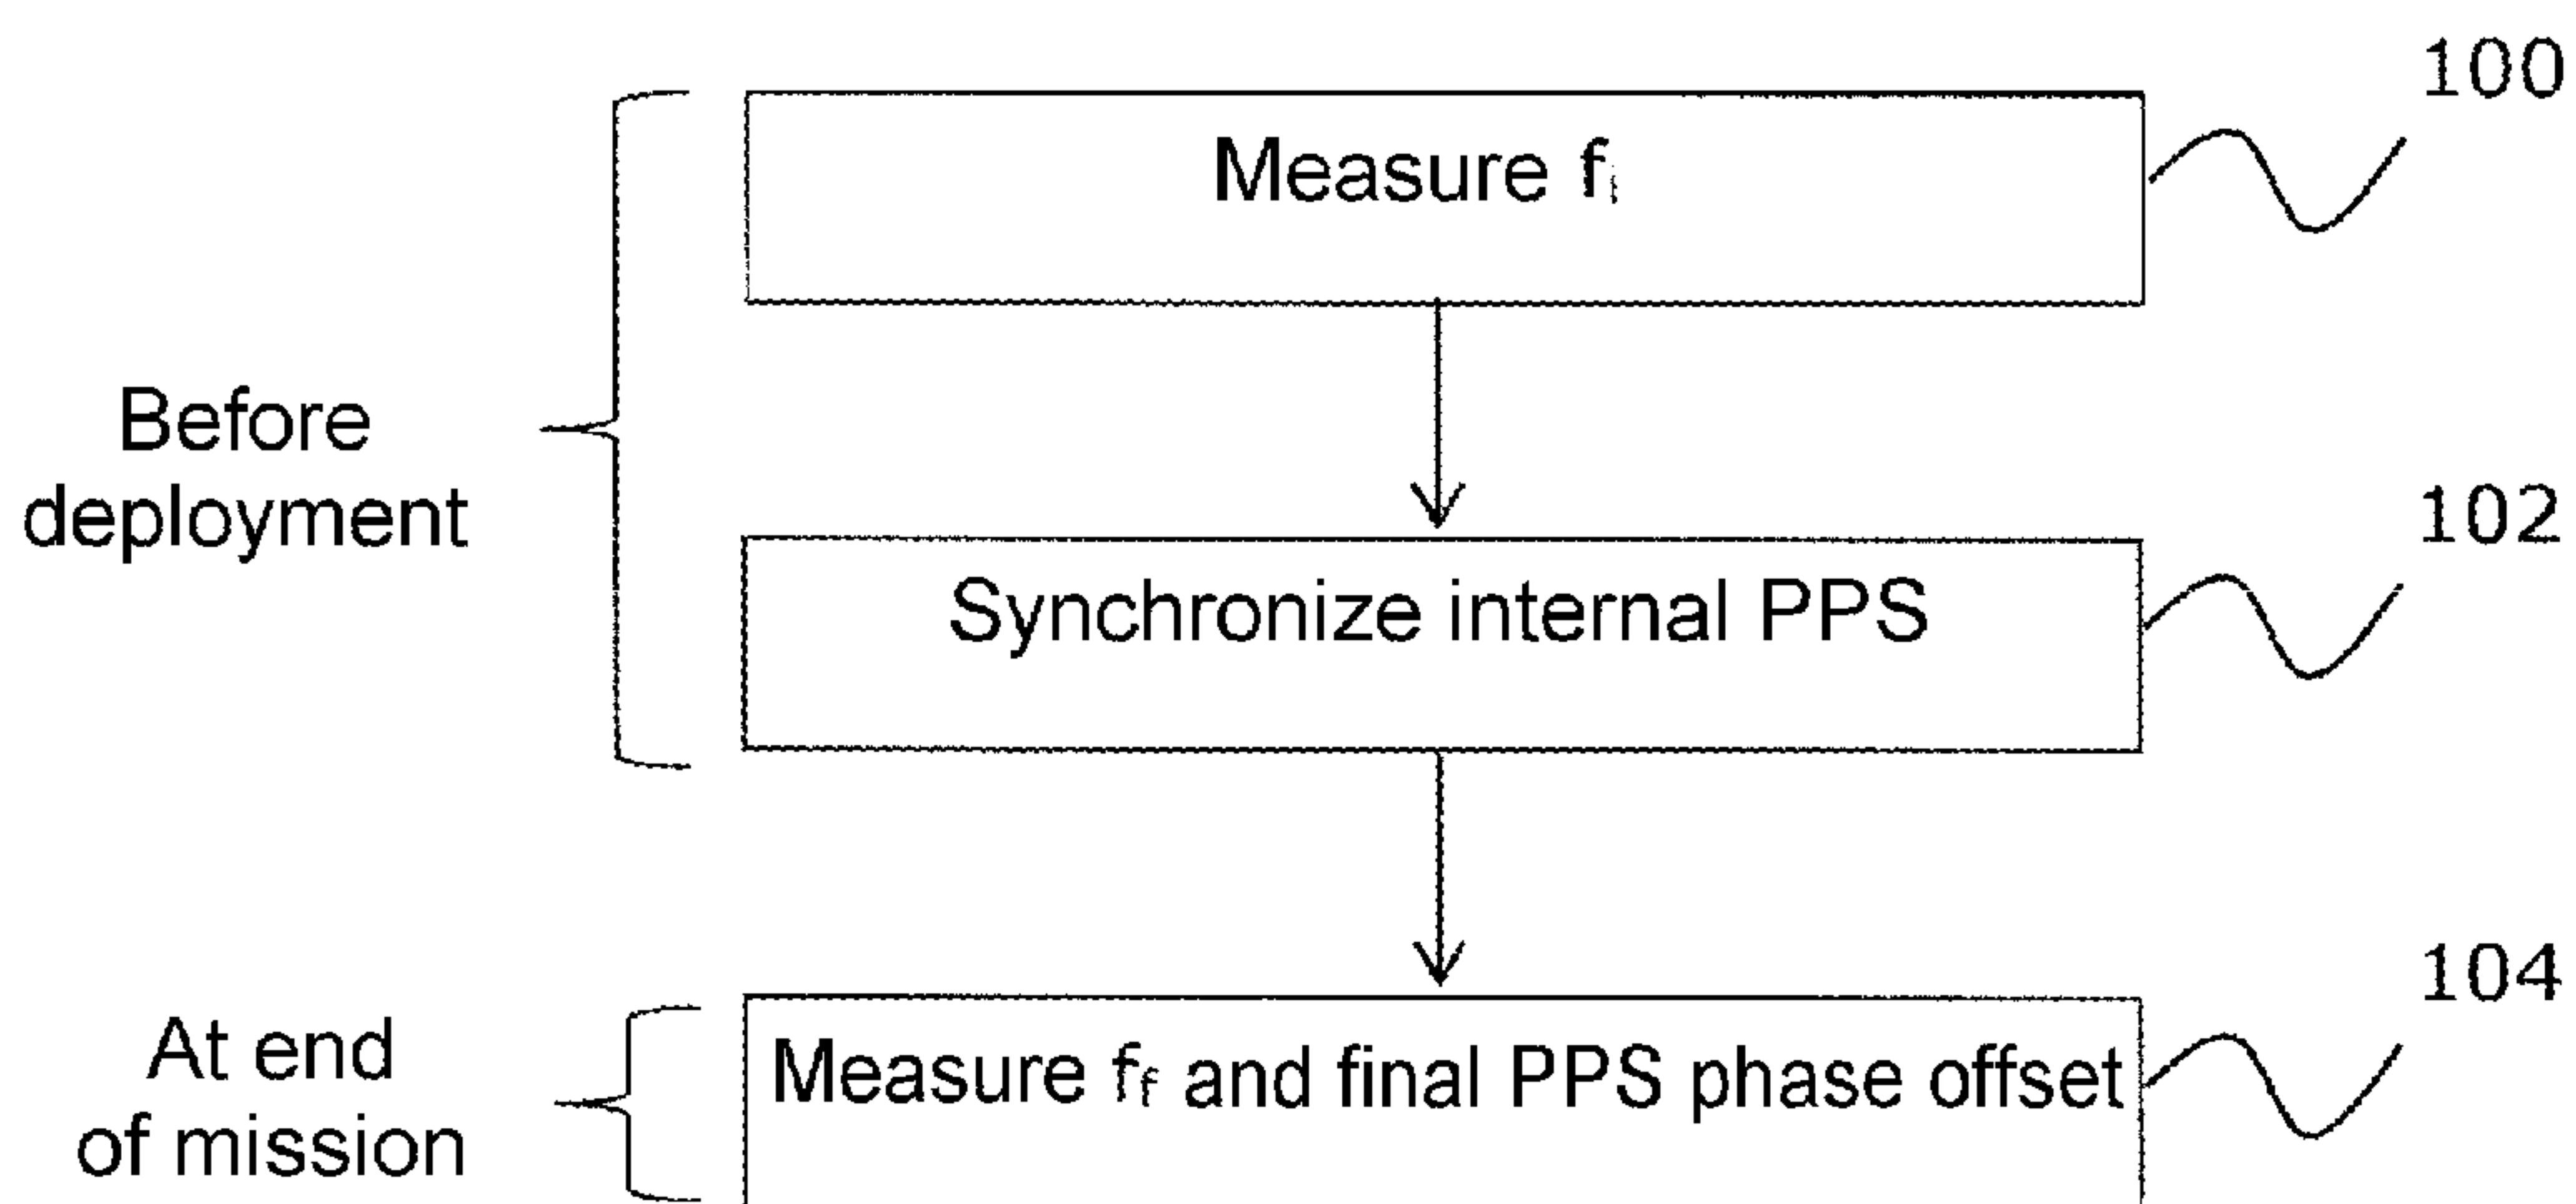 100
Measure fᵢ
Before
deployment
102
Synchronize internal PPS
104
At end
of mission
Measure f_f and final PPS phase offset